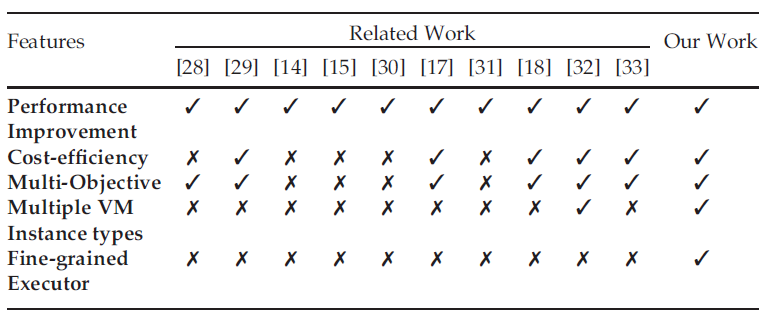 Features Related Work Our Work
[28] [29] [14] [15] [30] [17] [31] [18] [32] [33]
Performance ✓ ✓ ✓ ✓ ✓ ✓ ✓ ✓ ✓ ✓ ✓
Improvement
Cost-efficiency ✗ ✓ ✗ ✗ ✗ ✓ ✗ ✓ ✓ ✓ ✓
Multi-Objective ✓ ✓ ✗ ✗ ✗ ✓ ✗ ✓ ✓ ✓ ✓
Multiple VM ✗ ✗ ✗ ✗ ✗ ✗ ✗ ✗ ✓ ✗ ✓
Instance types
Fine-grained ✗ ✗ ✗ ✗ ✗ ✗ ✗ ✗ ✗ ✗ ✓
Executor